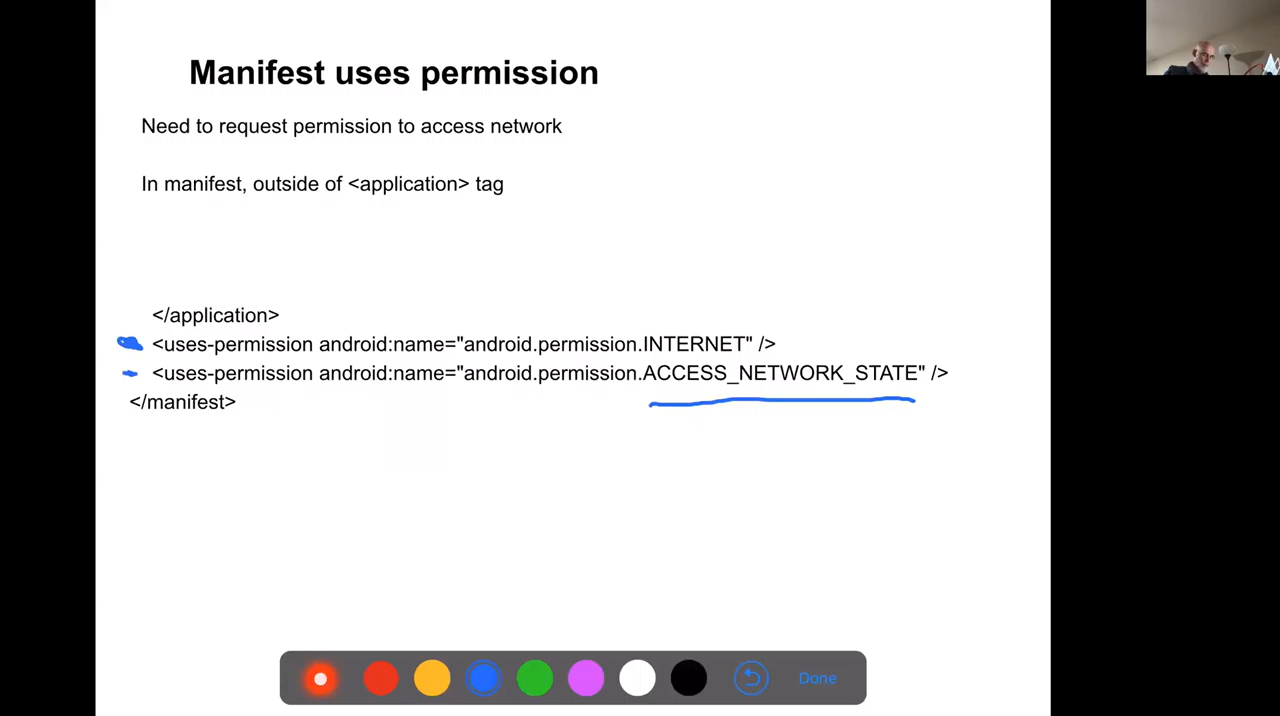 Manifest uses permission
Need to request permission to access network
In manifest, outside of <application> tag
</application>
<uses-permission android:name="android.permission.INTERNET" />
<uses-permission android:name="android.permission.ACCESS_NETWORK_STATE" />
</manifest>
Done